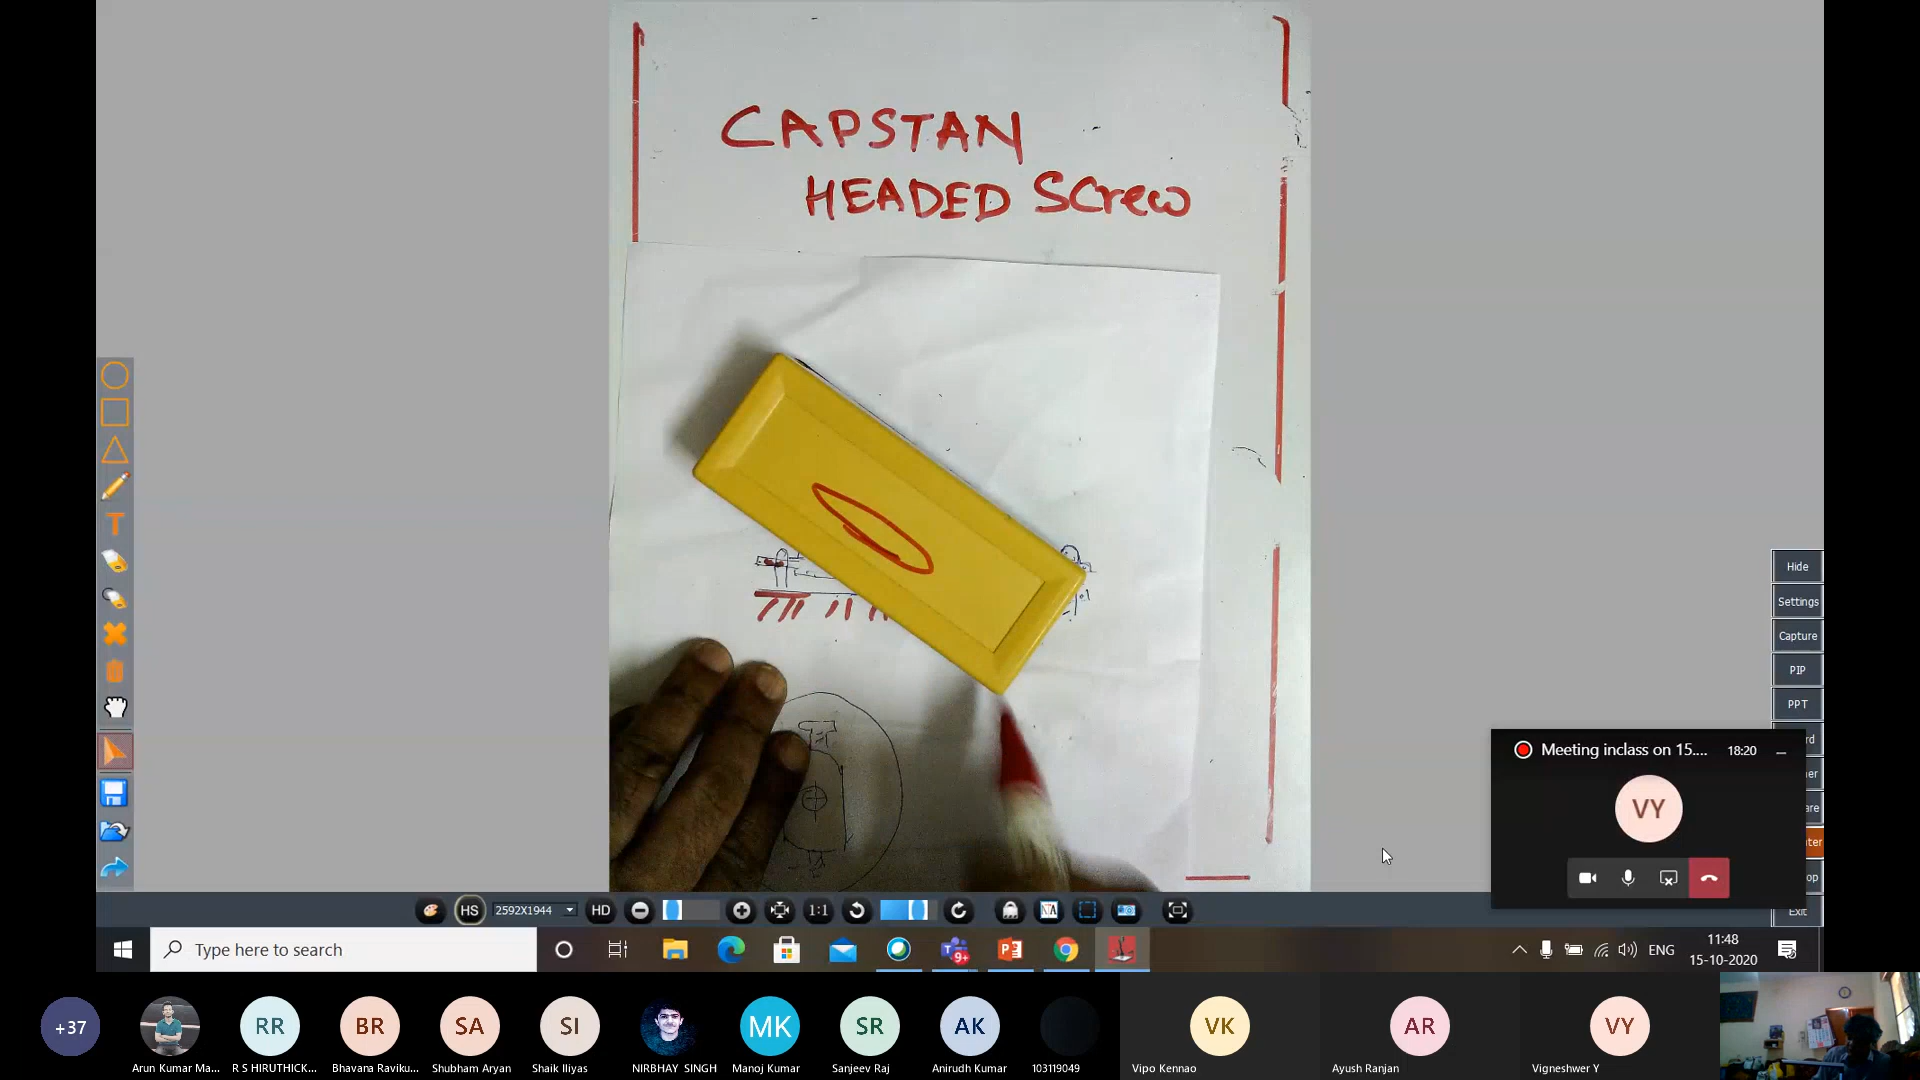 CAPSTAN
HEADED SCrew
Hide
Settings
Capture
PIP
PPT
Meeting inclass on 15.... 18:20
VY
HS 2592X1944 HD 1:1
Exit
Type here to search
9+
ENG
11:48
15-10-2020
+37
RR
BR
SA
SI
MK
SR
AK
VK
AR
VY
Arun Kumar Ma...
R S HIRUTHICK...
Bhavana Raviku...
Shubham Aryan
Shaik Iliyas
NIRBHAY SINGH
Manoj Kumar
Sanjeev Raj
Anirudh Kumar
103119049
Vipo Kennao
Ayush Ranjan
Vigneshwer Y